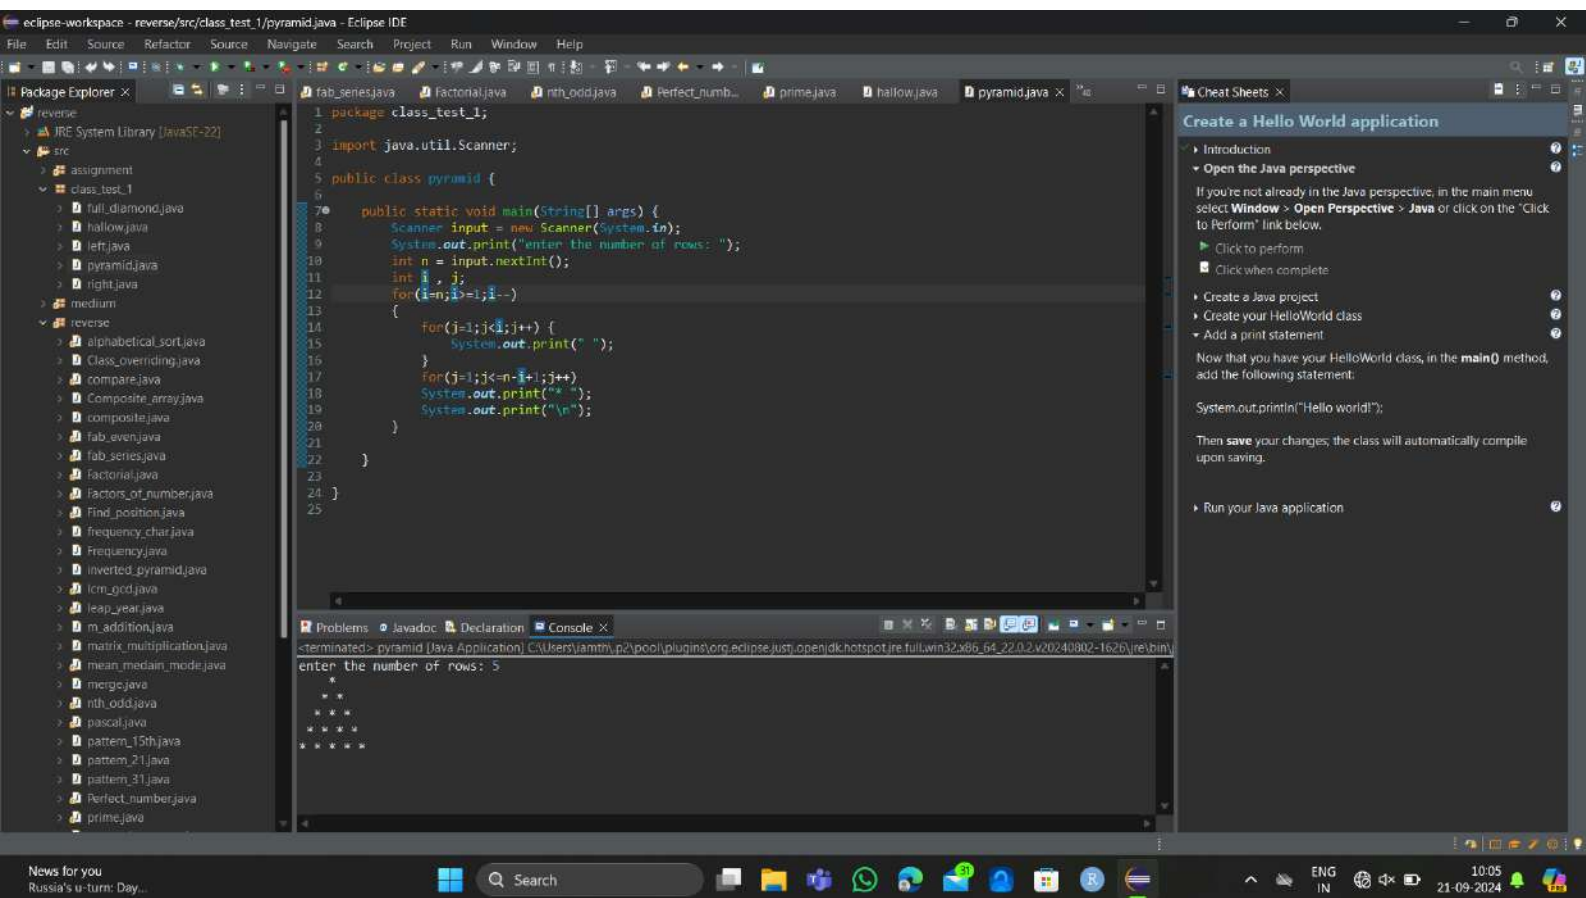 eclipse-workspace - reverse/src/class_test_1/pyramid.java - Eclipse IDE
File Edit Source Refactor Source Navigate Search Project Run Window Help
Package Explorer
reverse
JRE System Library [JavaSE-22]
src
assignment
class_test_1
full_diamond.java
hallow.java
left.java
pyramid.java
right.java
medium
reverse
alphabetical_sort.java
Class_overriding.java
compare.java
Composite_array.java
composite.java
fab_even.java
fab_series.java
Factorial.java
Factors_of_number.java
Find_position.java
frequency_char.java
Frequency.java
inverted_pyramid.java
lcm_gcd.java
leap_year.java
m_addition.java
matrix_multiplication.java
mean_medain_mode.java
merge.java
nth_odd.java
pascal.java
pattern_15th.java
pattern_21.java
pattern_31.java
Perfect_number.java
prime.java
fab_series.java Factorial.java nth_odd.java Perfect_numb... prime.java hallow.java pyramid.java
1 package class_test_1;
2
3 import java.util.Scanner;
4
5 public class pyramid {
6
7 public static void main(String[] args) {
8 Scanner input = new Scanner(System.in);
9 System.out.print("enter the number of rows: ");
10 int n = input.nextInt();
11 int i , j;
12 for(i=n;i>=1;i--)
13 {
14 for(j=1;j<i;j++) {
15 System.out.print(" ");
16 }
17 for(j=1;j<=n-i+1;j++)
18 System.out.print("* ");
19 System.out.print("\n");
20 }
21
22 }
23
24 }
25
Problems Javadoc Declaration Console
<terminated> pyramid [Java Application] C:\Users\iamth\.p2\pool\plugins\org.eclipse.justj.openjdk.hotspot.jre.full.win32.x86_64_22.0.2.v20240802-1626\jre\bin\
enter the number of rows: 5
*
* *
* * *
* * * *
* * * * *
Cheat Sheets
Create a Hello World application
Introduction
Open the Java perspective
If you're not already in the Java perspective, in the main menu
select Window > Open Perspective > Java or click on the "Click
to Perform" link below.
Click to perform
Click when complete
Create a Java project
Create your HelloWorld class
Add a print statement
Now that you have your HelloWorld class, in the main() method,
add the following statement:
System.out.println("Hello world!");
Then save your changes; the class will automatically compile
upon saving.
Run your Java application
News for you
Russia's u-turn: Day...
Search
31
ENG
IN
10:05
21-09-2024